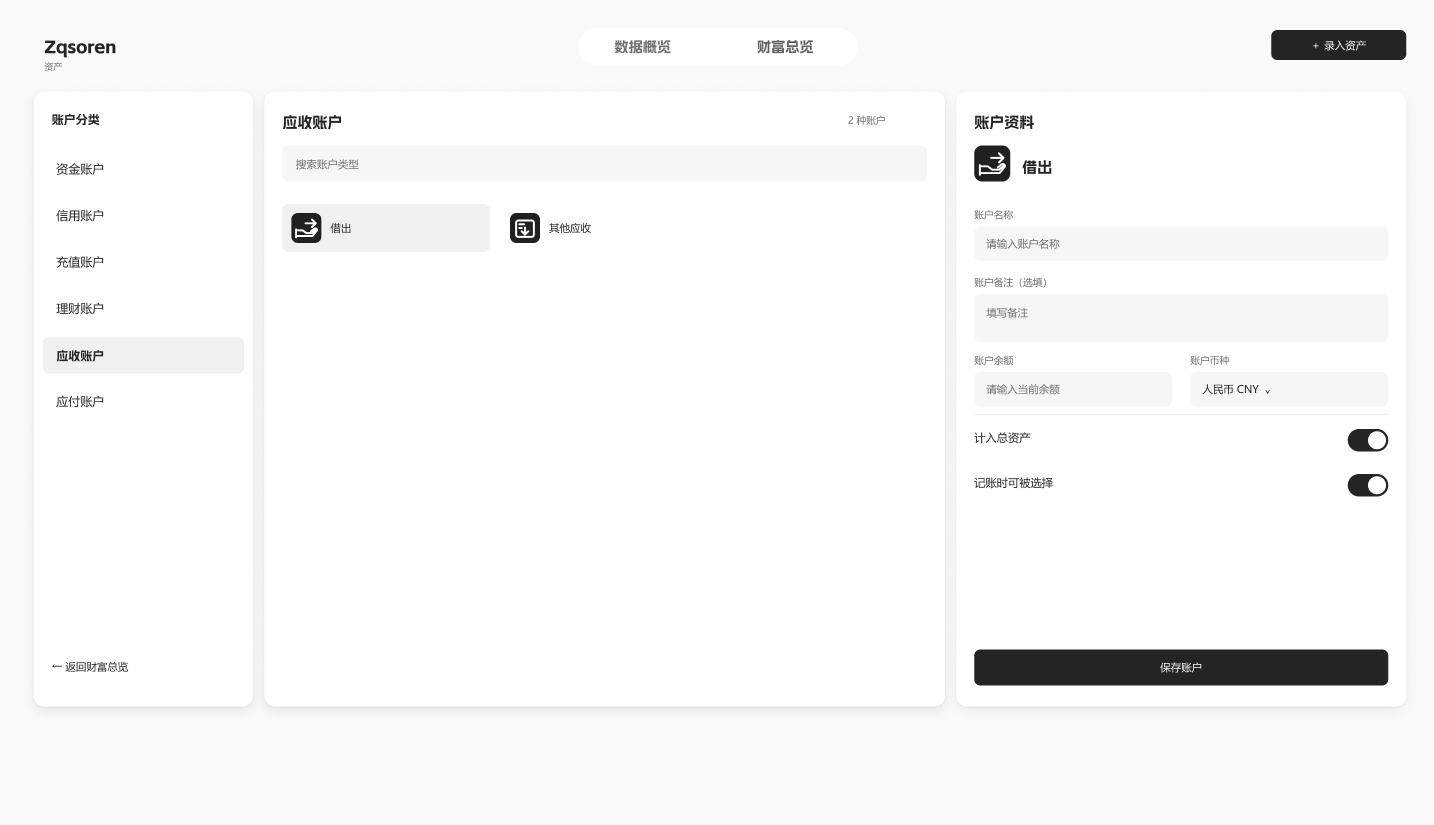 Zqsoren
资产
数据概览
财富总览
+ 录入资产
账户分类
资金账户
信用账户
充值账户
理财账户
应收账户
应付账户
← 返回财富总览
应收账户
2 种账户
搜索账户类型
借出
其他应收
账户资料
借出
账户名称
请输入账户名称
账户备注（选填）
填写备注
账户余额
账户币种
请输入当前余额
人民币 CNY
计入总资产
记账时可被选择
保存账户